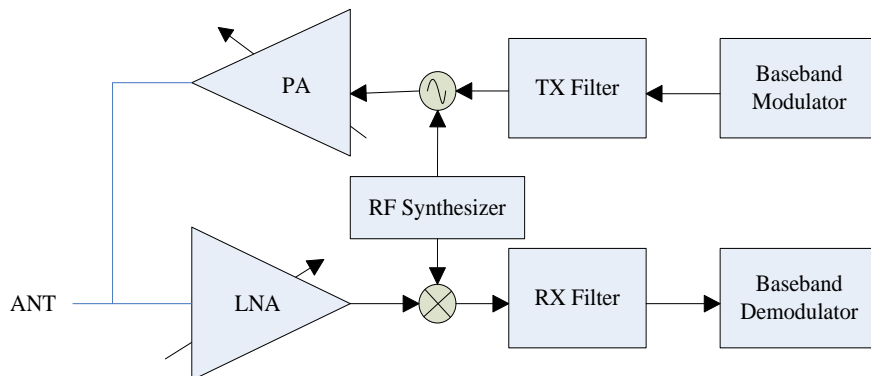 PA
TX Filter
Baseband
Modulator
RF Synthesizer
ANT
LNA
RX Filter
Baseband
Demodulator